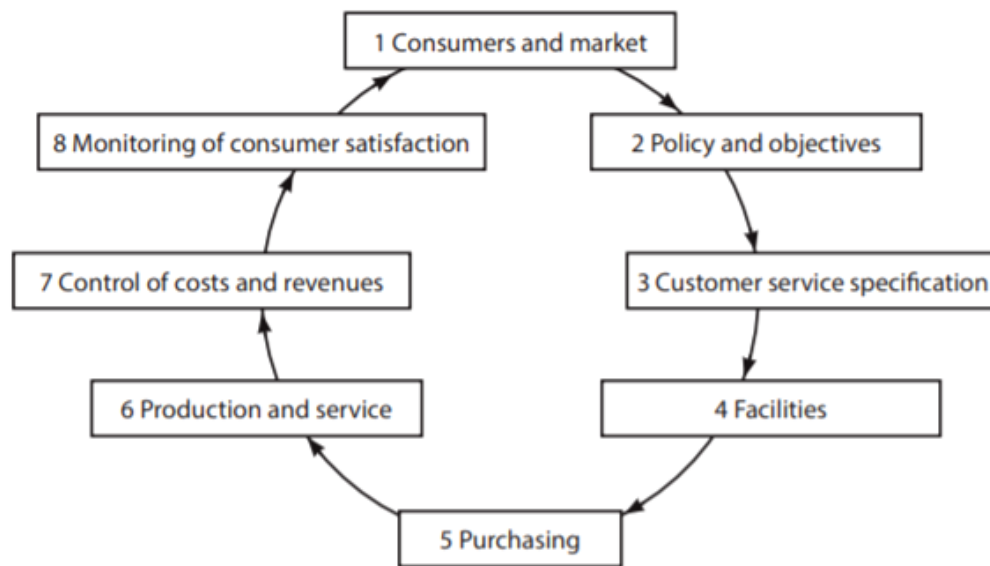 1 Consumers and market
2 Policy and objectives
3 Customer service specification
4 Facilities
5 Purchasing
6 Production and service
7 Control of costs and revenues
8 Monitoring of consumer satisfaction